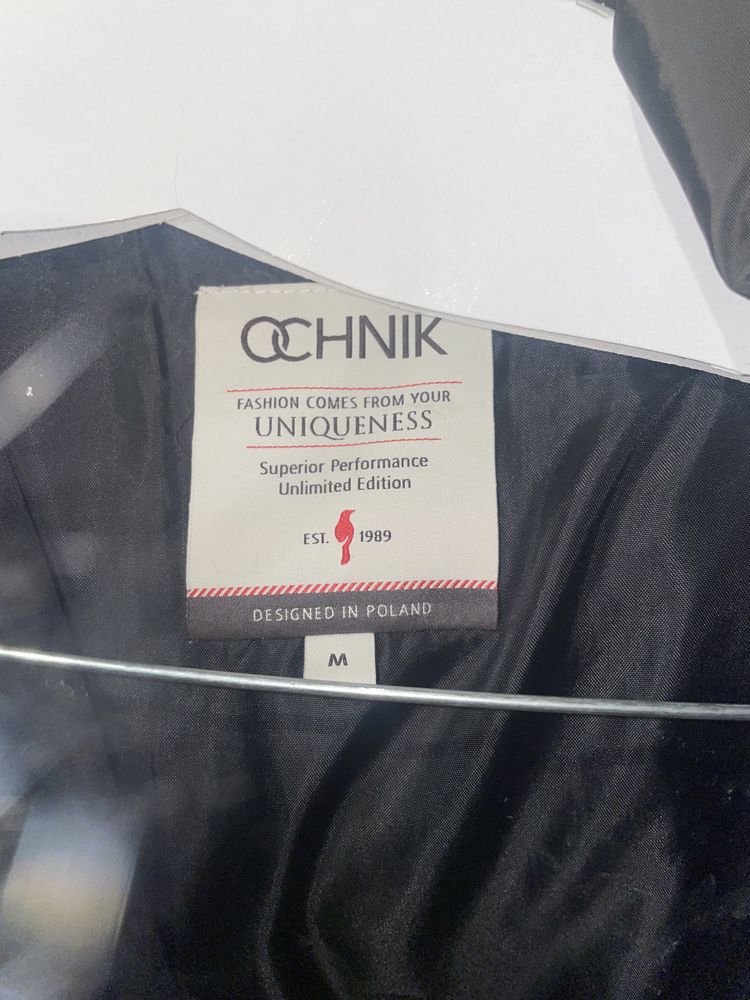 OCHNIK
FASHION COMES FROM YOUR
UNIQUENESS
Superior Performance
Unlimited Edition
EST. 1989
DESIGNED IN POLAND
M